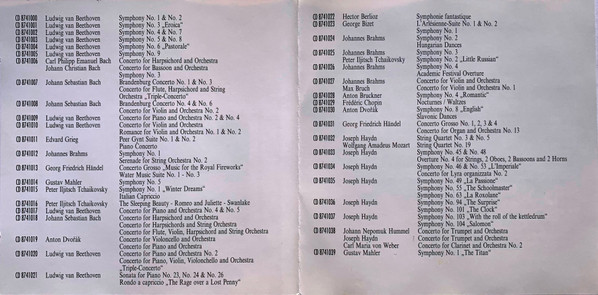 CD 8741000 Ludwig van Beethoven Symphony No. 1 & No. 2
CD 8741001 Ludwig van Beethoven Symphony No. 3 „Eroica"
CD 8741002 Ludwig van Beethoven Symphony No. 4 & No. 7
CD 8741003 Ludwig van Beethoven Symphony No. 5 & No. 8
CD 8741004 Ludwig van Beethoven Symphony No. 6 „Pastorale"
CD 8741005 Ludwig van Beethoven Symphony No. 9
CD 8741006 Carl Philipp Emanuel Bach Concerto for Harpsichord and Orchestra
Johann Christian Bach Concerto for Bassoon and Orchestra
Symphony No. 3
CD 8741007 Johann Sebastian Bach Brandenburg Concerto No. 1 & No. 3
Concerto for Flute, Harpsichord and String
Orchestra „Triple-Concerto"
CD 8741008 Johann Sebastian Bach Brandenburg Concerto No. 4 & No. 6
Concerto for Violin and Orchestra No. 2
CD 8741009 Ludwig van Beethoven Concerto for Piano and Orchestra No. 2 & No. 4
CD 8741010 Ludwig van Beethoven Concerto for Violin and Orchestra
Romance for Violin and Orchestra No. 1 & No. 2
CD 8741011 Edvard Grieg Peer Gynt Suite No. 1 & No. 2
Piano Concerto
CD 8741012 Johannes Brahms Symphony No. 1
Serenade for String Orchestra No. 2
CD 8741013 Georg Friedrich Händel Concerto Grosso „Music for the Royal Fireworks"
Water Music Suite No. 1 - No. 3
CD 8741014 Gustav Mahler Symphony No. 5
CD 8741015 Peter Iljitsch Tchaikovsky Symphony No. 1 „Winter Dreams"
Italian Capriccio
CD 8741016 Peter Iljitsch Tchaikovsky The Sleeping Beauty - Romeo and Juliette - Swanlake
CD 8741017 Ludwig van Beethoven Concerto for Piano and Orchestra No. 4 & No. 5
CD 8741018 Johann Sebastian Bach Concerto for Harpsichord and Orchestra
Concerto for Harpsichords and String Orchestra
Concerto for Flute, Violin, Harpsichord and String Orchestra
CD 8741019 Anton Dvořák Concerto for Violoncello and Orchestra
Concerto for Violin and Orchestra
CD 8741020 Ludwig van Beethoven Concerto for Piano and Orchestra No. 2
Concerto for Piano, Violin, Violonchello and Orchestra
„Triple-Concerto"
CD 8741021 Ludwig van Beethoven Sonata for Piano No. 23, No. 24 & No. 26
Rondo a capriccio „The Rage over a Lost Penny"
CD 8741022 Hector Berlioz Symphonie fantastique
CD 8741023 George Bizet L'Arlésienne-Suite No. 1 & No. 2
Symphony No. 1
CD 8741024 Johannes Brahms Symphony No. 2
Hungarian Dances
CD 8741025 Johannes Brahms Symphony No. 3
Peter Iljitsch Tchaikovsky Symphony No. 2 „Little Russian"
CD 8741026 Johannes Brahms Symphony No. 4
Academic Festival Overture
CD 8741027 Johannes Brahms Concerto for Violin and Orchestra
Max Bruch Concerto for Violin and Orchestra No. 1
CD 8741028 Anton Bruckner Symphony No. 4 „Romantic"
CD 8741029 Frédéric Chopin Nocturnes / Waltzes
CD 8741030 Anton Dvořák Symphony No. 8 „English"
Slavonic Dances
CD 8741031 Georg Friedrich Händel Concerto Grosso No. 1, 2, 3 & 4
Concerto for Organ and Orchestra No. 13
CD 8741032 Joseph Haydn String Quartet No. 3 & No. 5
Wolfgang Amadeus Mozart String Quartet No. 19
CD 8741033 Joseph Haydn Symphony No. 45 & No. 48
Overture No. 4 for Strings, 2 Oboes, 2 Bassoons and 2 Horns
CD 8741034 Joseph Haydn Symphony No. 46 & No. 53 „L'Imperiale"
Concerto for Lyra organizzata No. 2
CD 8741035 Joseph Haydn Symphony No. 49 „La Passione"
Symphony No. 55 „The Schoolmaster"
Symphony No. 63 „La Roxolane"
CD 8741036 Joseph Haydn Symphony No. 94 „The Surprise"
Symphony No. 101 „The Clock"
CD 8741037 Joseph Haydn Symphony No. 103 „With the roll of the kettledrum"
Symphony No. 104 „Salomon"
CD 8741038 Johann Nepomuk Hummel Concerto for Trumpet and Orchestra
Joseph Haydn Concerto for Trumpet and Orchestra
Carl Maria von Weber Concerto for Clarinet and Orchestra No. 2
CD 8741039 Gustav Mahler Symphony No. 1 „The Titan"